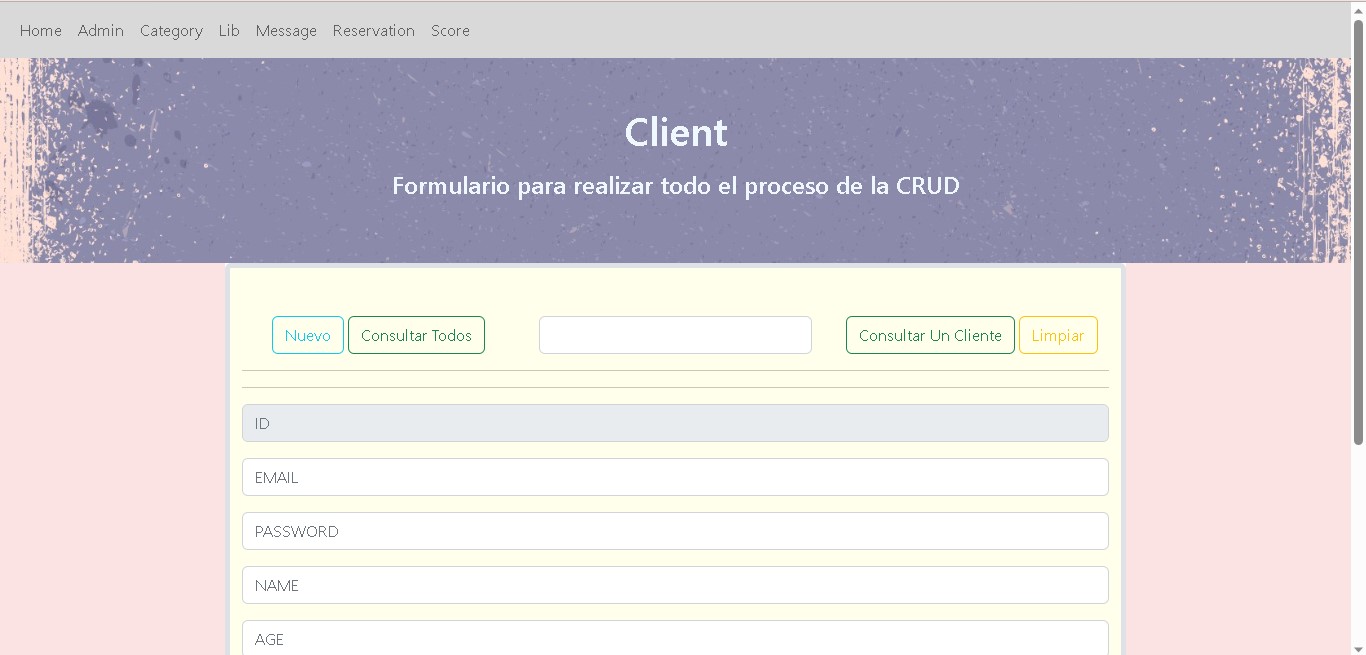 Home Admin Category Lib Message Reservation Score
Client
Formulario para realizar todo el proceso de la CRUD
Nuevo Consultar Todos Consultar Un Cliente Limpiar
ID
EMAIL
PASSWORD
NAME
AGE